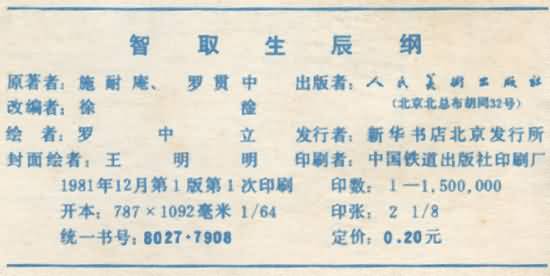 智取生辰纲
原著者：施耐庵、罗贯中 出版者：人民美术出版社
（北京北总布胡同32号）
改编者：徐淦
绘者：罗中立 发行者：新华书店北京发行所
封面绘者：王明明 印刷者：中国铁道出版社印刷厂
1981年12月第1版第1次印刷 印数：1—1,500,000
开本：787×1092毫米 1/64 印张：2 1/8
统一书号：8027·7908 定价：0.20元